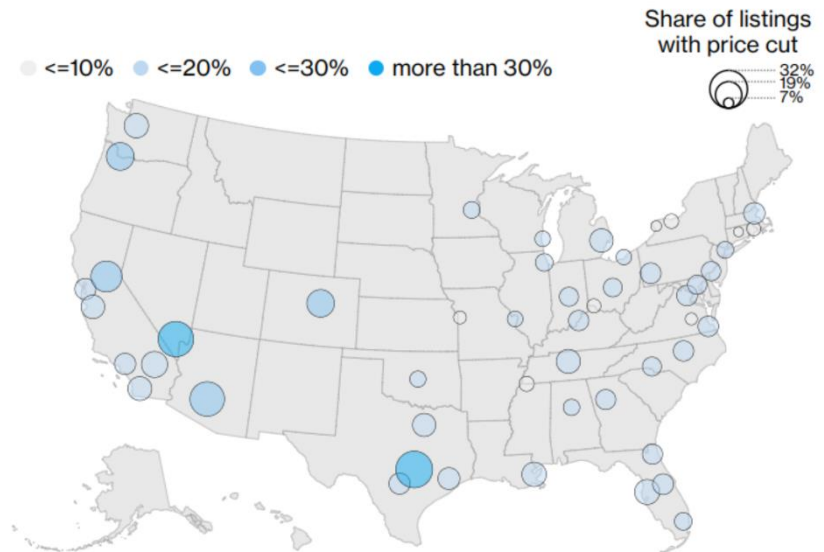 Share of listings
with price cut
<=10% <=20% <=30% more than 30%
32%
19%
7%